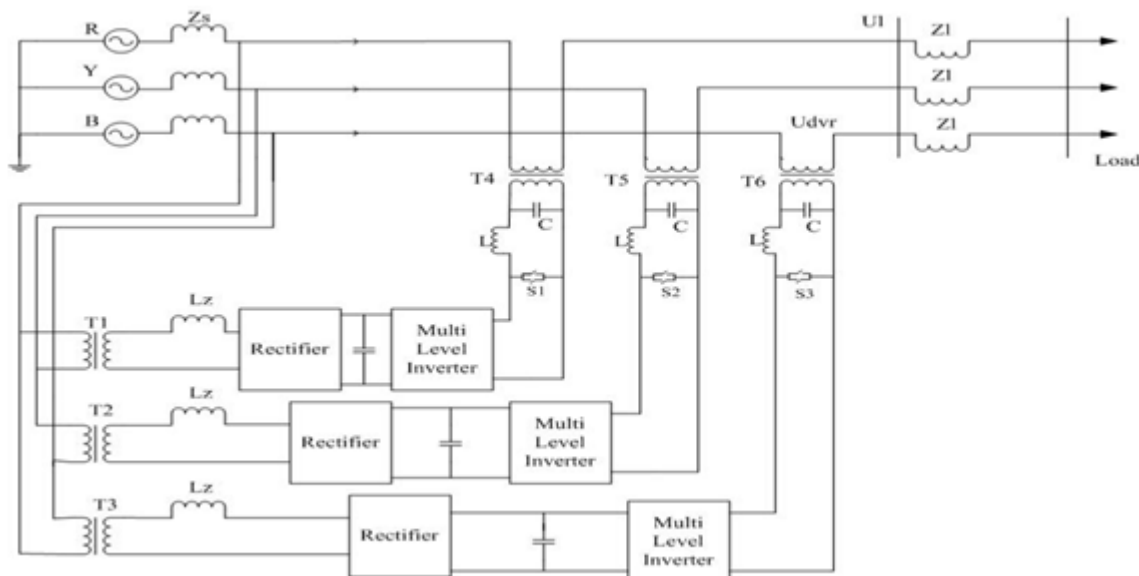 R
Zs
Ul
Zl
Y
Zl
B
Udvr
Zl
Load
T4
T5
T6
C
C
C
L
L
L
S1
S2
S3
Lz
T1
Rectifier
Multi
Level
Inverter
Lz
T2
Rectifier
Multi
Level
Inverter
Lz
T3
Rectifier
Multi
Level
Inverter